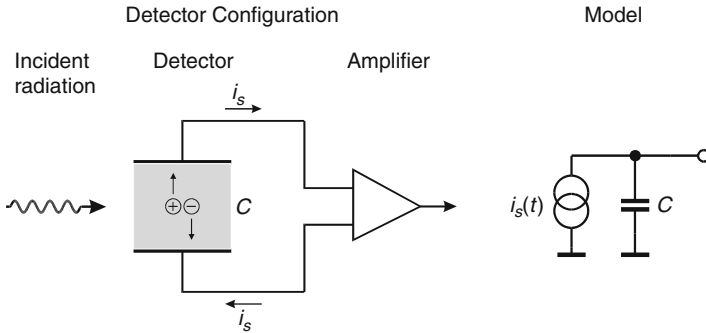 Detector Configuration
Model
Incident
radiation
Detector
Amplifier
i_s
C
i_s
i_s(t)
C